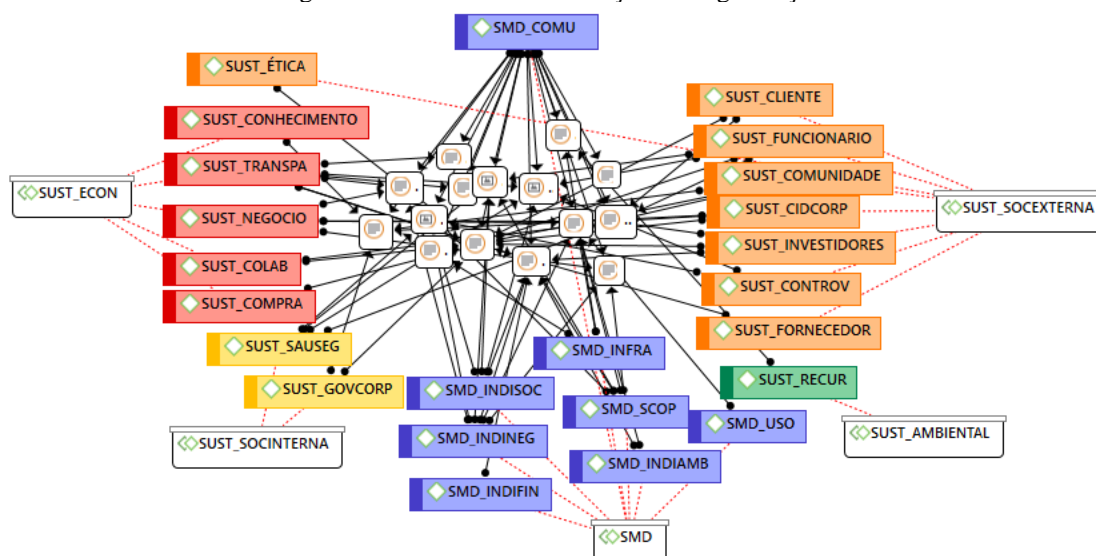 SMD_COMU
SUST_ÉTICA
SUST_CLIENTE
SUST_CONHECIMENTO
SUST_FUNCIONARIO
SUST_TRANSPA
SUST_COMUNIDADE
SUST_ECON
SUST_CIDCORP
SUST_SOCEXTERNA
SUST_NEGOCIO
SUST_INVESTIDORES
SUST_COLAB
SUST_CONTROV
SUST_COMPRA
SUST_FORNECEDOR
SUST_SAUSEG
SMD_INFRA
SUST_RECUR
SUST_GOVCORP
SMD_INDISOC
SMD_SCOP
SMD_USO
SUST_SOCINTERNA
SMD_INDINEG
SUST_AMBIENTAL
SMD_INDIAMB
SMD_INDIFIN
SMD